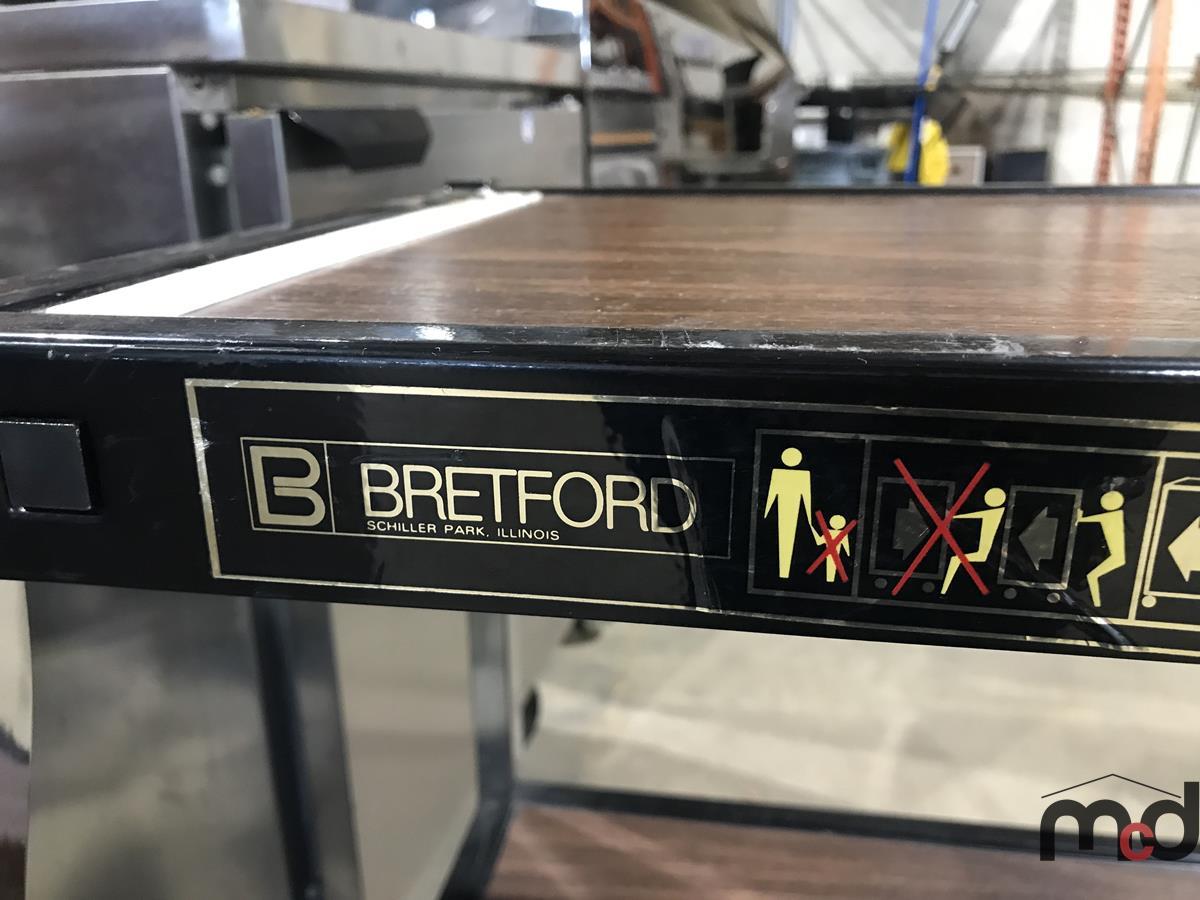 B BRETFORD
SCHILLER PARK, ILLINOIS
mcd